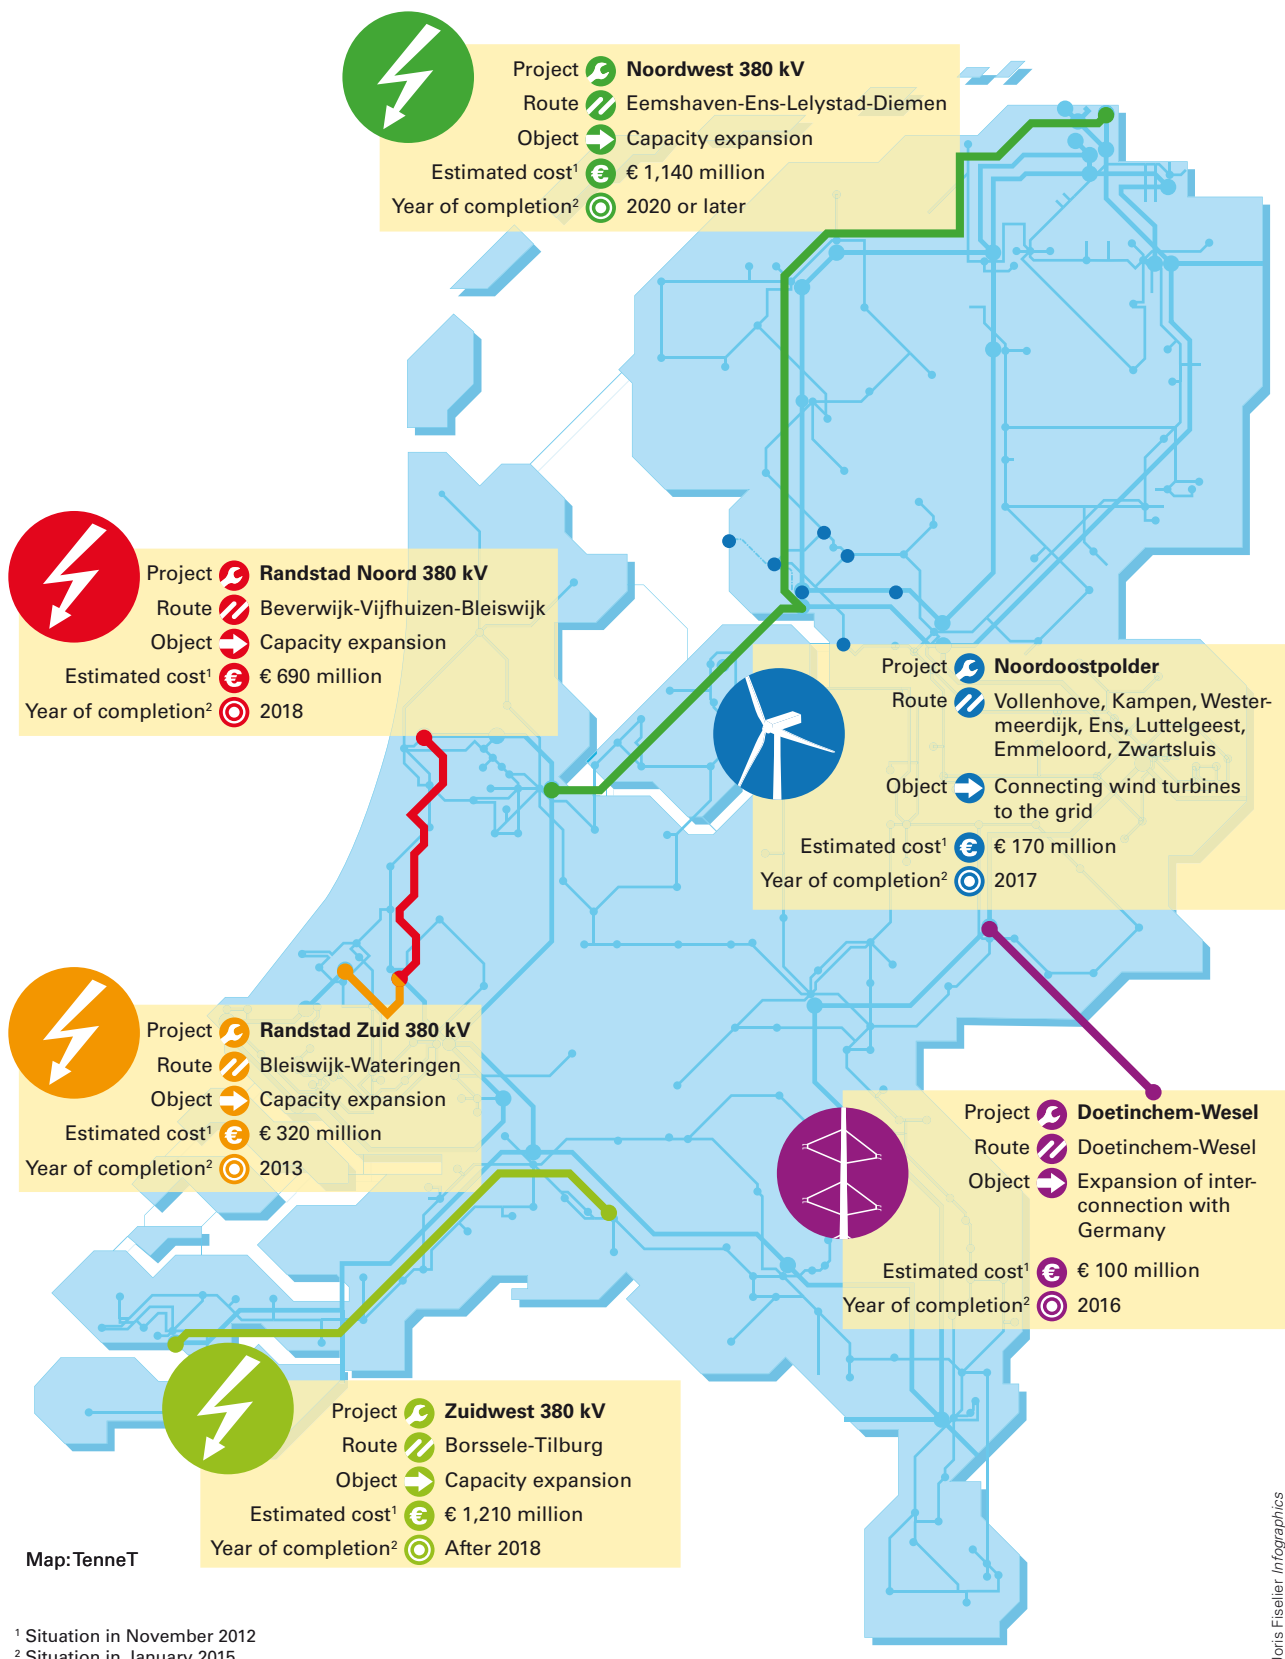 Project Noordwest 380 kV
Route Eemshaven-Ens-Lelystad-Diemen
Object Capacity expansion
Estimated cost¹ € € 1,140 million
Year of completion² 2020 or later
Project Randstad Noord 380 kV
Route Beverwijk-Vijfhuizen-Bleiswijk
Object Capacity expansion
Estimated cost¹ € € 690 million
Year of completion² 2018
Project Noordoostpolder
Route Vollenhove, Kampen, Wester-
meerdijk, Ens, Luttelgeest,
Emmeloord, Zwartsluis
Object Connecting wind turbines
to the grid
Estimated cost¹ € € 170 million
Year of completion² 2017
Project Randstad Zuid 380 kV
Route Bleiswijk-Wateringen
Object Capacity expansion
Estimated cost¹ € € 320 million
Year of completion² 2013
Project Doetinchem-Wesel
Route Doetinchem-Wesel
Object Expansion of inter-
connection with
Germany
Estimated cost¹ € € 100 million
Year of completion² 2016
Project Zuidwest 380 kV
Route Borssele-Tilburg
Object Capacity expansion
Estimated cost¹ € € 1,210 million
Year of completion² After 2018
Map: TenneT
¹ Situation in November 2012
² Situation in January 2015
Joris Fiselier Infographics